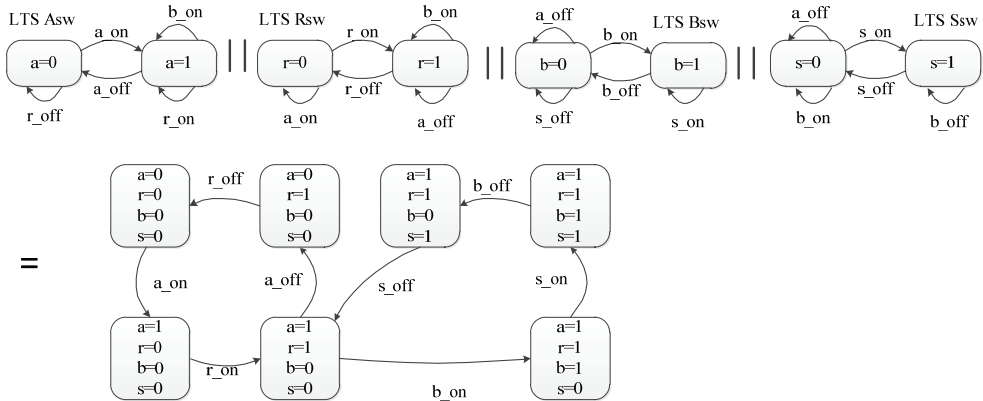 LTS Asw
a=0
a_on
a_off
a=1
b_on
r_off
r_on
||
LTS Rsw
r=0
r_on
r_off
r=1
b_on
a_on
a_off
||
a_off
b=0
b_on
b_off
LTS Bsw
b=1
s_off
s_on
||
a_off
s=0
s_on
s_off
LTS Ssw
s=1
b_on
b_off
=
a=0
r=0
b=0
s=0
r_off
a=0
r=1
b=0
s=0
a=1
r=1
b=0
s=1
b_off
a=1
r=1
b=1
s=1
a_on
a_off
s_off
s_on
a=1
r=0
b=0
s=0
r_on
a=1
r=1
b=0
s=0
b_on
a=1
r=1
b=1
s=0